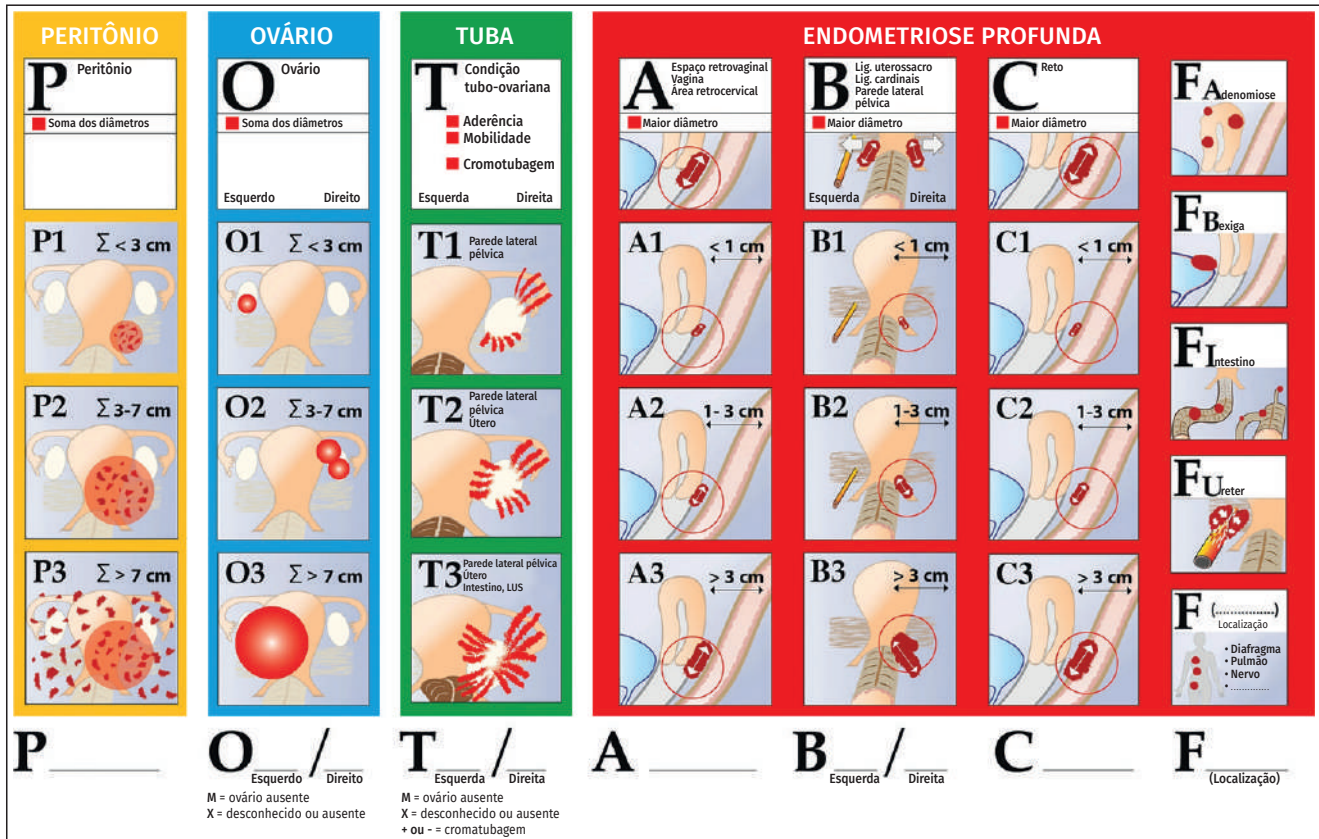 PERITÔNIO
P Peritônio
Soma dos diâmetros
P1 Σ < 3 cm
P2 Σ 3-7 cm
P3 Σ > 7 cm
P
OVÁRIO
O Ovário
Soma dos diâmetros
Esquerdo Direito
O1 Σ < 3 cm
O2 Σ 3-7 cm
O3 Σ > 7 cm
O /
Esquerdo Direito
M = ovário ausente
X = desconhecido ou ausente
TUBA
T Condição
tubo-ovariana
Aderência
Mobilidade
Cromotubagem
Esquerda Direita
T1 Parede lateral
pélvica
T2 Parede lateral
pélvica
Útero
T3 Parede lateral pélvica
Útero
Intestino, LUS
T /
Esquerda Direita
M = ovário ausente
X = desconhecido ou ausente
+ ou - = cromatubagem
ENDOMETRIOSE PROFUNDA
A Espaço retrovaginal
Vagina
Área retrocervical
Maior diâmetro
A1 < 1 cm
A2 1- 3 cm
A3 > 3 cm
A
B Lig. uterossacro
Lig. cardinais
Parede lateral
pélvica
Maior diâmetro
Esquerda Direita
B1 < 1 cm
B2 1-3 cm
B3 > 3 cm
B /
Esquerda Direita
C Reto
Maior diâmetro
C1 < 1 cm
C2 1-3 cm
C3 > 3 cm
C
FAdenomiose
FBexiga
FIntestino
FUreter
F (...............)
Localização
• Diafragma
• Pulmão
• Nervo
• ..............
F
(Localização)